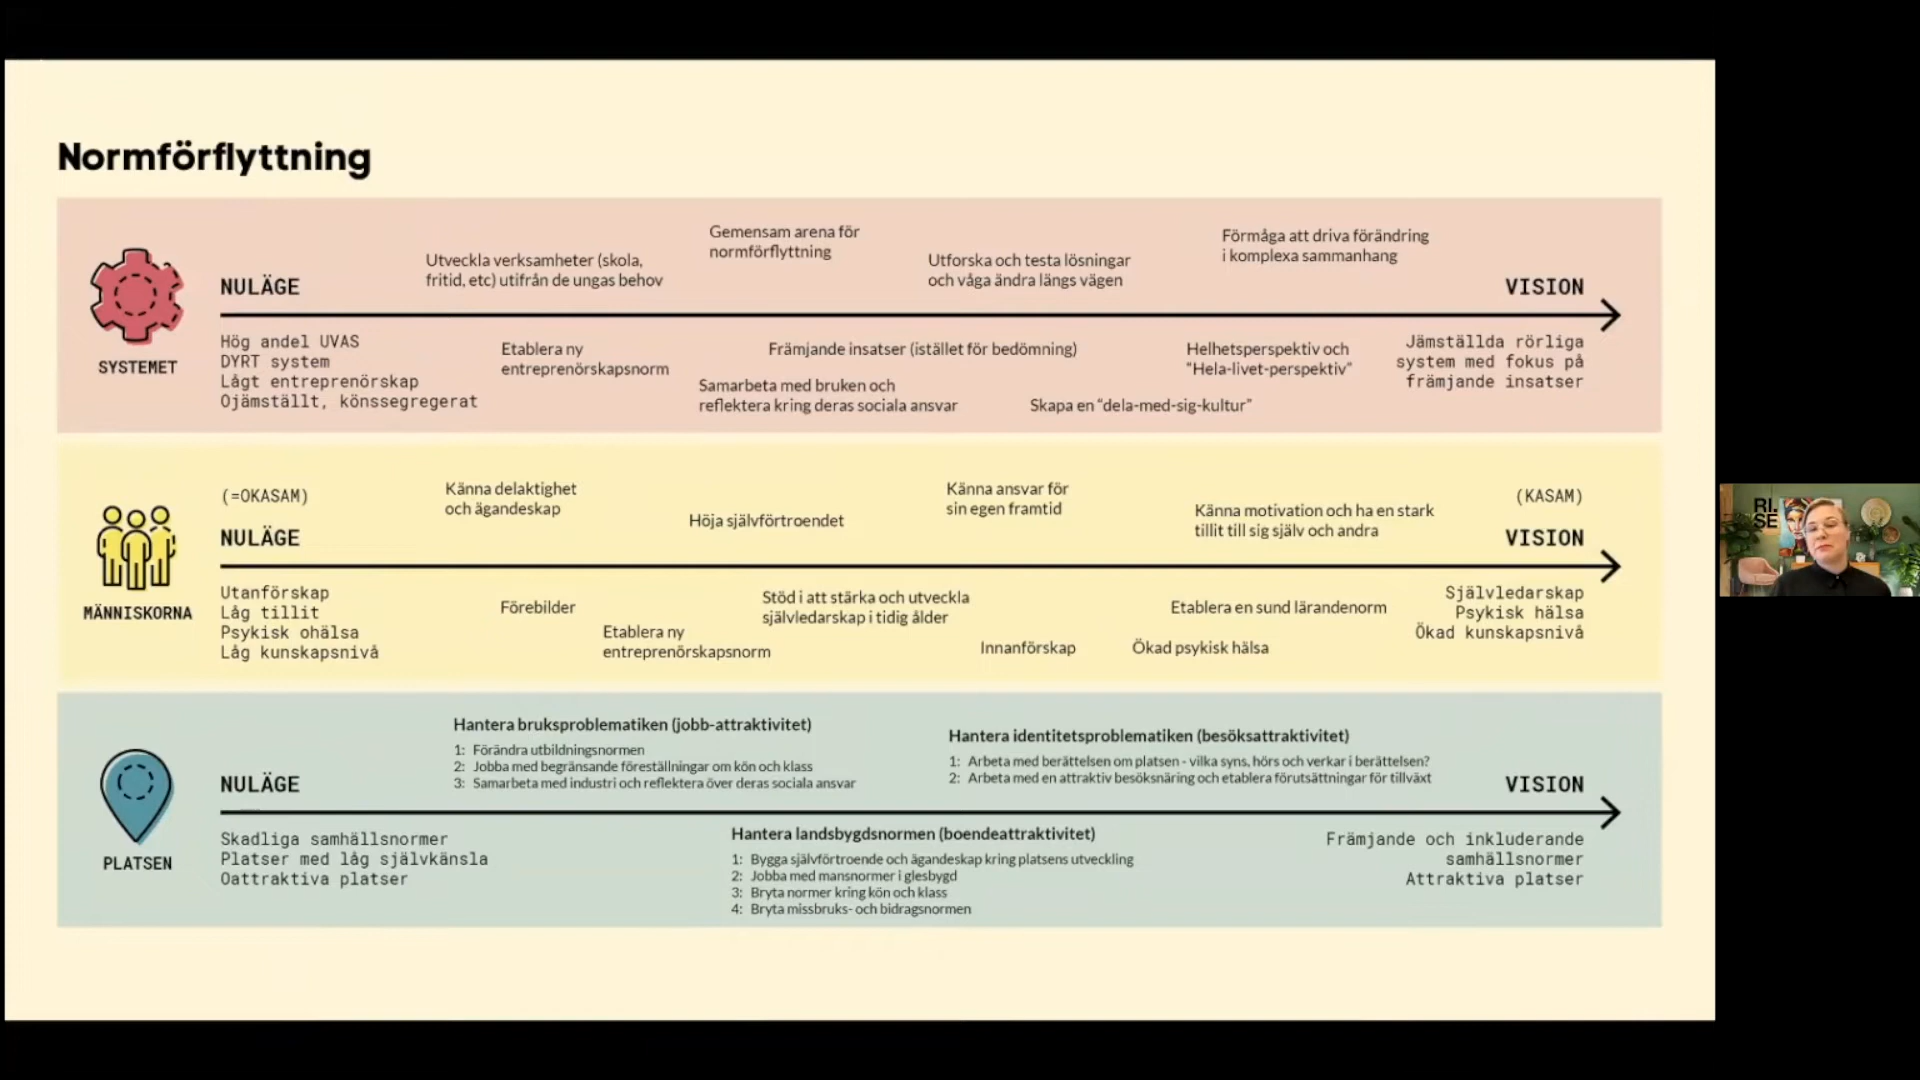 Normförflyttning
Gemensam arena för
normförflyttning
Förmåga att driva förändring
i komplexa sammanhang
Utveckla verksamheter (skola,
fritid, etc) utifrån de ungas behov
Utforska och testa lösningar
och våga ändra längs vägen
NULÄGE
VISION
SYSTEMET
Hög andel UVAS
DYRT system
Lågt entreprenörskap
Ojämställt, könssegregerat
Etablera ny
entreprenörskapsnorm
Främjande insatser (istället för bedömning)
Samarbeta med bruken och
reflektera kring deras sociala ansvar
Helhetsperspektiv och
"Hela-livet-perspektiv"
Skapa en "dela-med-sig-kultur"
Jämställda rörliga
system med fokus på
främjande insatser
(=OKASAM)
NULÄGE
Känna delaktighet
och ägandeskap
Höja självförtroendet
Känna ansvar för
sin egen framtid
Känna motivation och ha en stark
tillit till sig själv och andra
(KASAM)
VISION
MÄNNISKORNA
Utanförskap
Låg tillit
Psykisk ohälsa
Låg kunskapsnivå
Förebilder
Etablera ny
entreprenörskapsnorm
Stöd i att stärka och utveckla
självledarskap i tidig ålder
Innanförskap
Etablera en sund lärandenorm
Ökad psykisk hälsa
Självledarskap
Psykisk hälsa
Ökad kunskapsnivå
Hantera bruksproblematiken (jobb-attraktivitet)
1: Förändra utbildningsnormen
2: Jobba med begränsande föreställningar om kön och klass
3: Samarbeta med industri och reflektera över deras sociala ansvar
Hantera identitetsproblematiken (besöksattraktivitet)
1: Arbeta med berättelsen om platsen - vilka syns, hörs och verkar i berättelsen?
2: Arbeta med en attraktiv besöksnäring och etablera förutsättningar för tillväxt
NULÄGE
VISION
PLATSEN
Skadliga samhällsnormer
Platser med låg självkänsla
Oattraktiva platser
Hantera landsbygdsnormen (boendeattraktivitet)
1: Bygga självförtroende och ägandeskap kring platsens utveckling
2: Jobba med mansnormer i glesbygd
3: Bryta normer kring kön och klass
4: Bryta missbruks- och bidragsnormen
Främjande och inkluderande
samhällsnormer
Attraktiva platser
RI.
SE